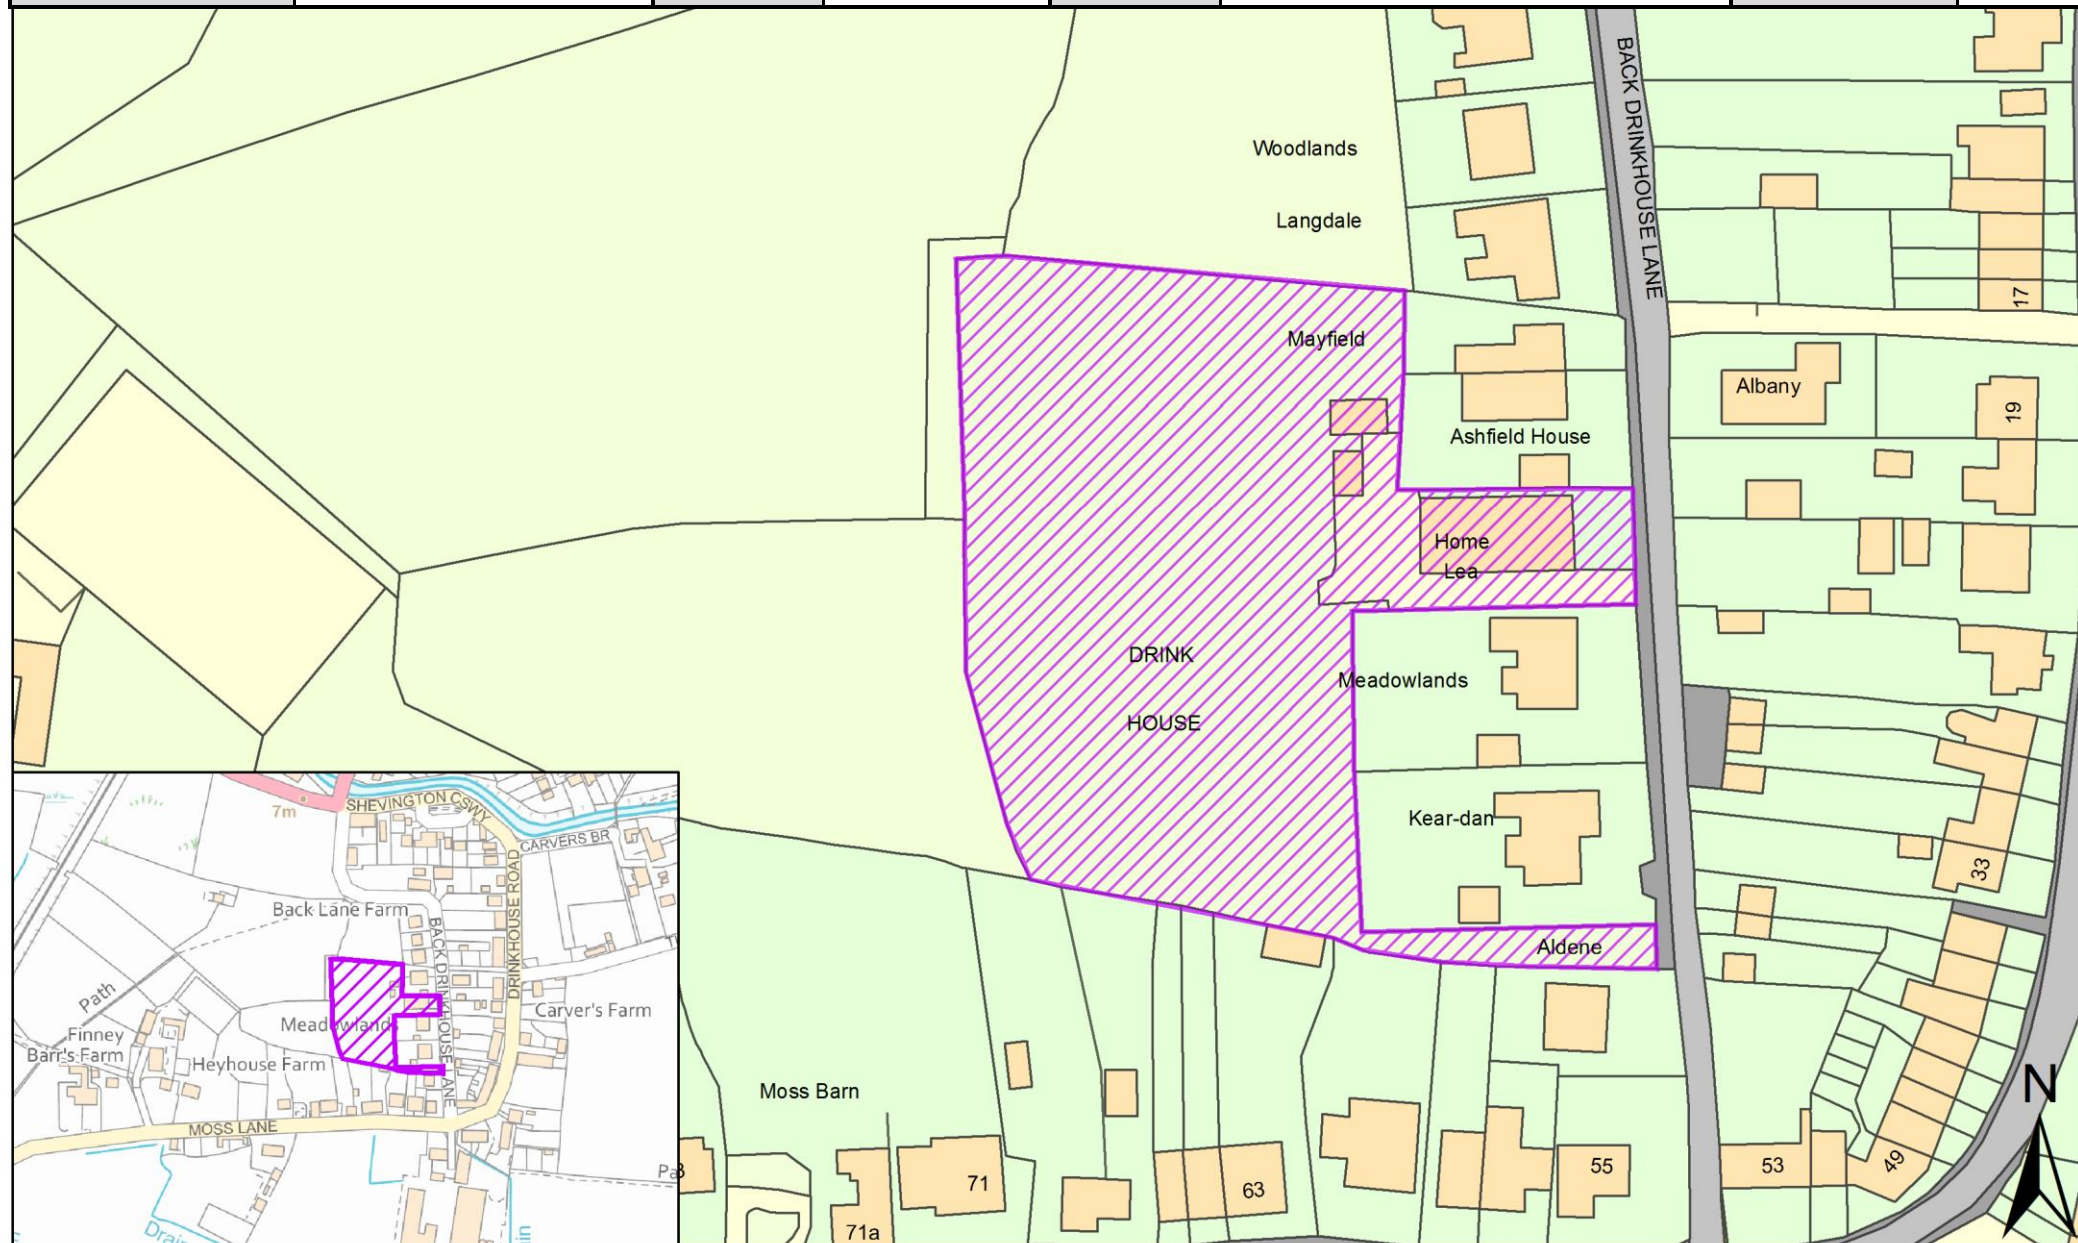 BACK DRINKHOUSE LANE
Woodlands
Langdale
17
Mayfield
Albany
19
Ashfield House
Home
Lea
DRINK
Meadowlands
HOUSE
Kear-dan
33
Aldene
Moss Barn
N
71
63
55
53
49
71a
7m
SHEVINGTON CSWY
CARVERS BR
DRINKHOUSE ROAD
Back Lane Farm
BACK DRINKHOUSE LANE
Path
Meadowlands
Carver's Farm
Finney
Barr's Farm
Heyhouse Farm
MOSS LANE
Drain